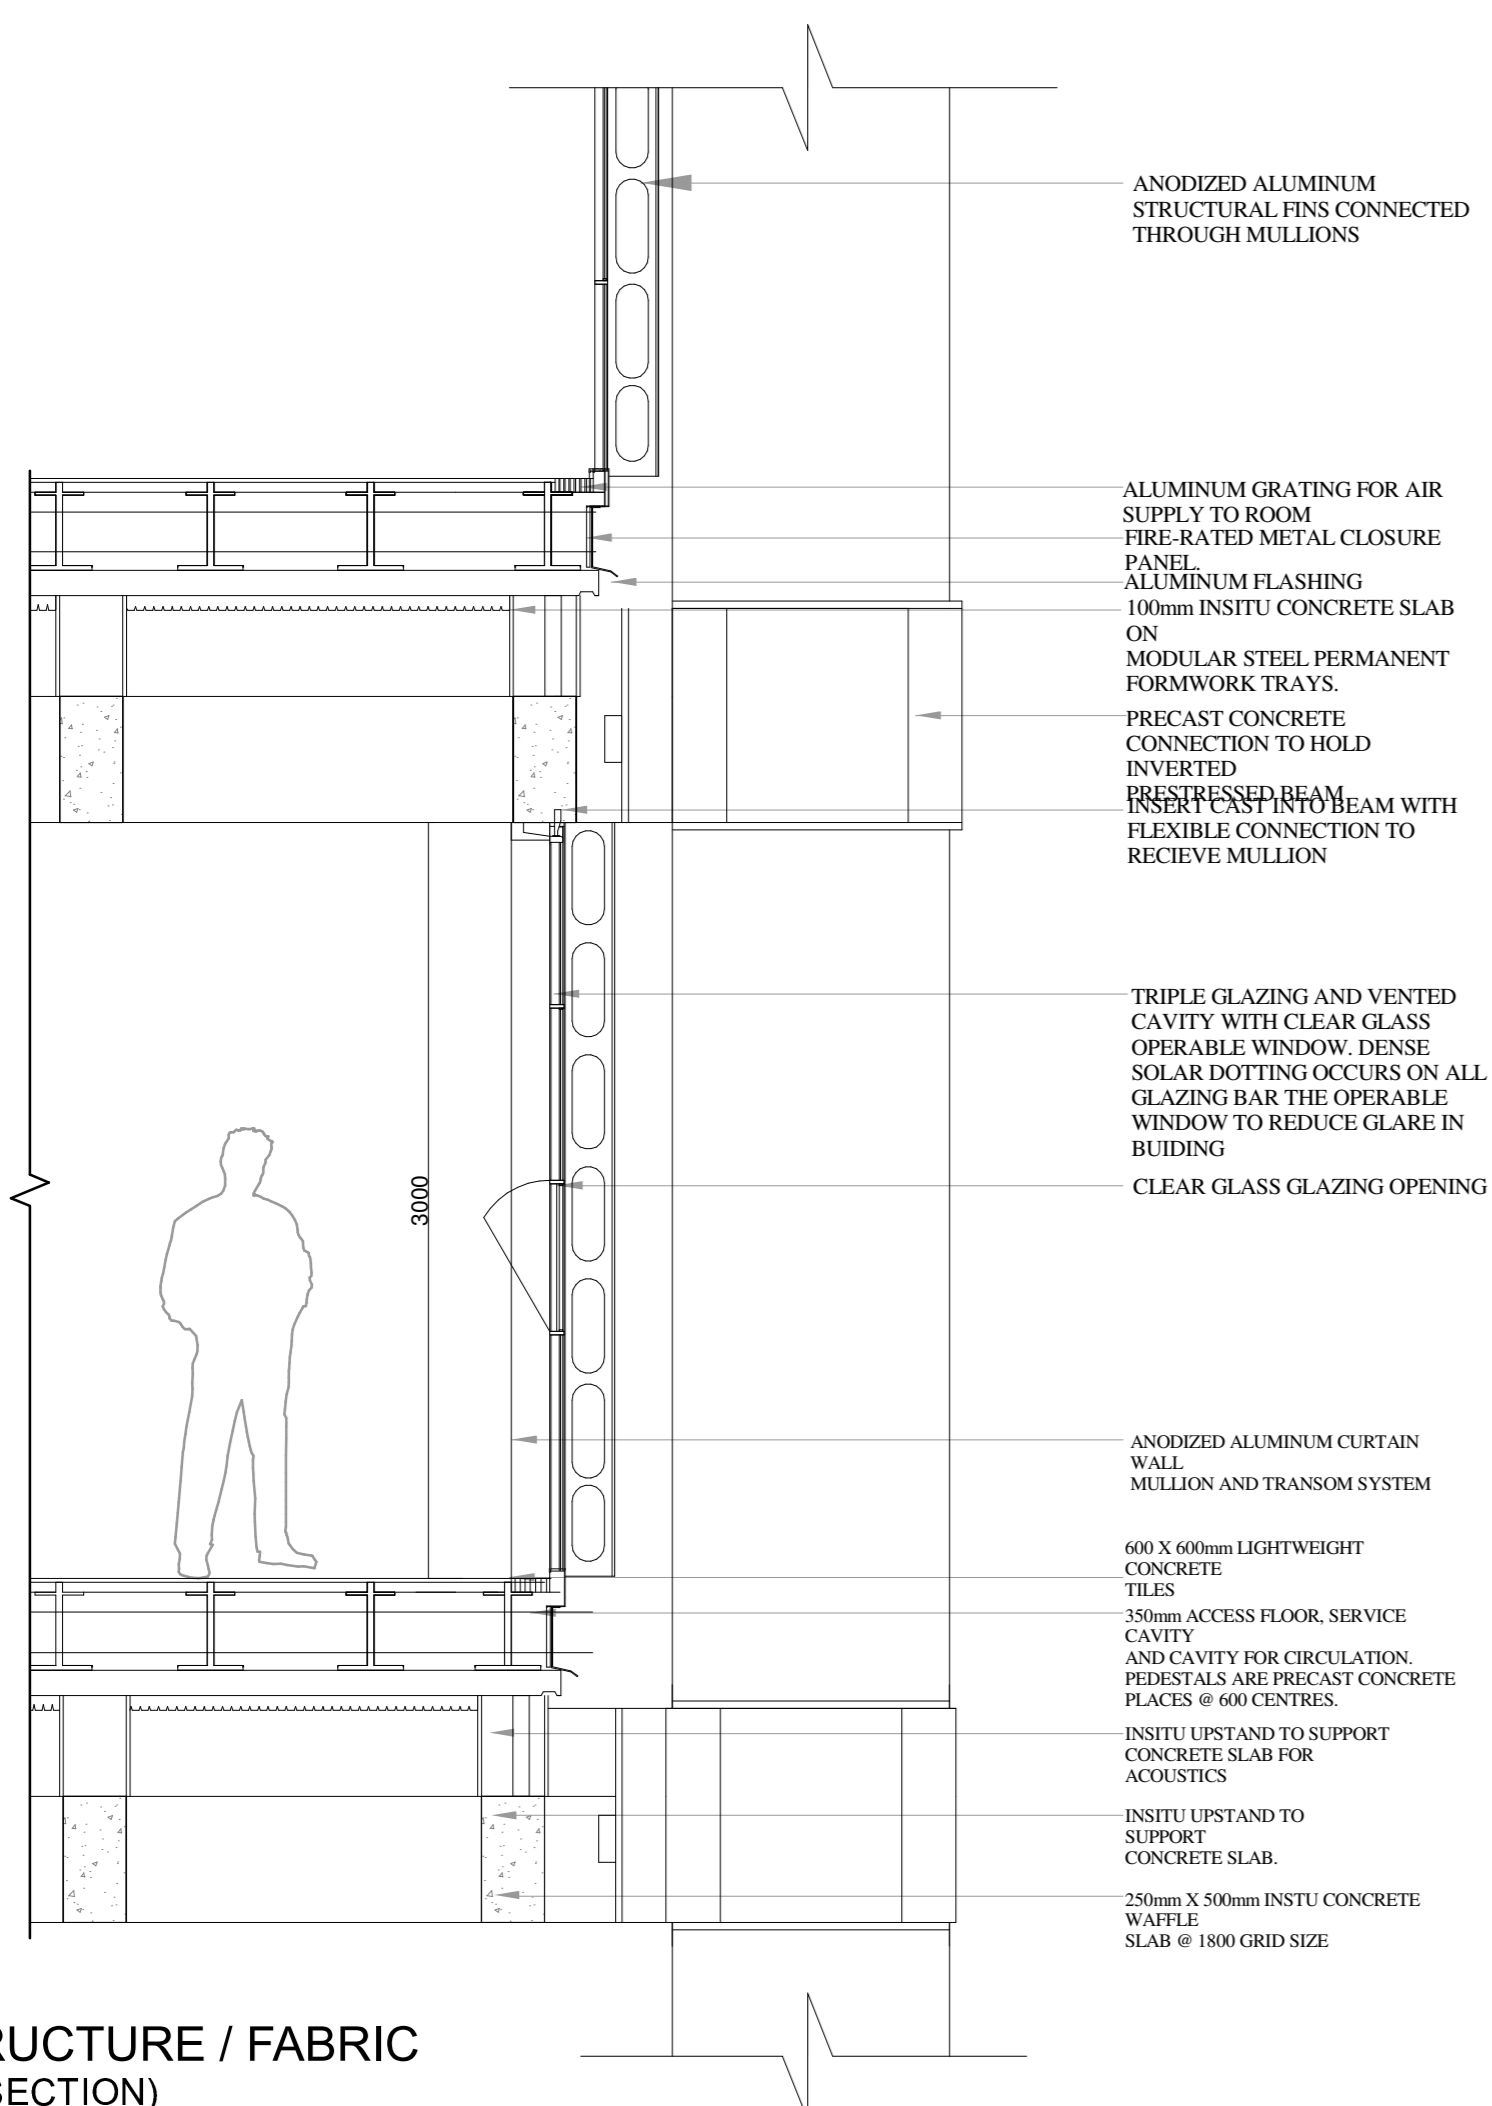 ANODIZED ALUMINUM
STRUCTURAL FINS CONNECTED
THROUGH MULLIONS
ALUMINUM GRATING FOR AIR
SUPPLY TO ROOM
FIRE-RATED METAL CLOSURE
PANEL.
ALUMINUM FLASHING
100mm INSITU CONCRETE SLAB
ON
MODULAR STEEL PERMANENT
FORMWORK TRAYS.
PRECAST CONCRETE
CONNECTION TO HOLD
INVERTED
PRESTRESSED BEAM
INSERT CAST INTO BEAM WITH
FLEXIBLE CONNECTION TO
RECIEVE MULLION
TRIPLE GLAZING AND VENTED
CAVITY WITH CLEAR GLASS
OPERABLE WINDOW. DENSE
SOLAR DOTTING OCCURS ON ALL
GLAZING BAR THE OPERABLE
WINDOW TO REDUCE GLARE IN
BUIDING
CLEAR GLASS GLAZING OPENING
3000
ANODIZED ALUMINUM CURTAIN
WALL
MULLION AND TRANSOM SYSTEM
600 X 600mm LIGHTWEIGHT
CONCRETE
TILES
350mm ACCESS FLOOR, SERVICE
CAVITY
AND CAVITY FOR CIRCULATION.
PEDESTALS ARE PRECAST CONCRETE
PLACES @ 600 CENTRES.
INSITU UPSTAND TO SUPPORT
CONCRETE SLAB FOR
ACOUSTICS
INSITU UPSTAND TO
SUPPORT
CONCRETE SLAB.
250mm X 500mm INSTU CONCRETE
WAFFLE
SLAB @ 1800 GRID SIZE
RUCTURE / FABRIC
SECTION)